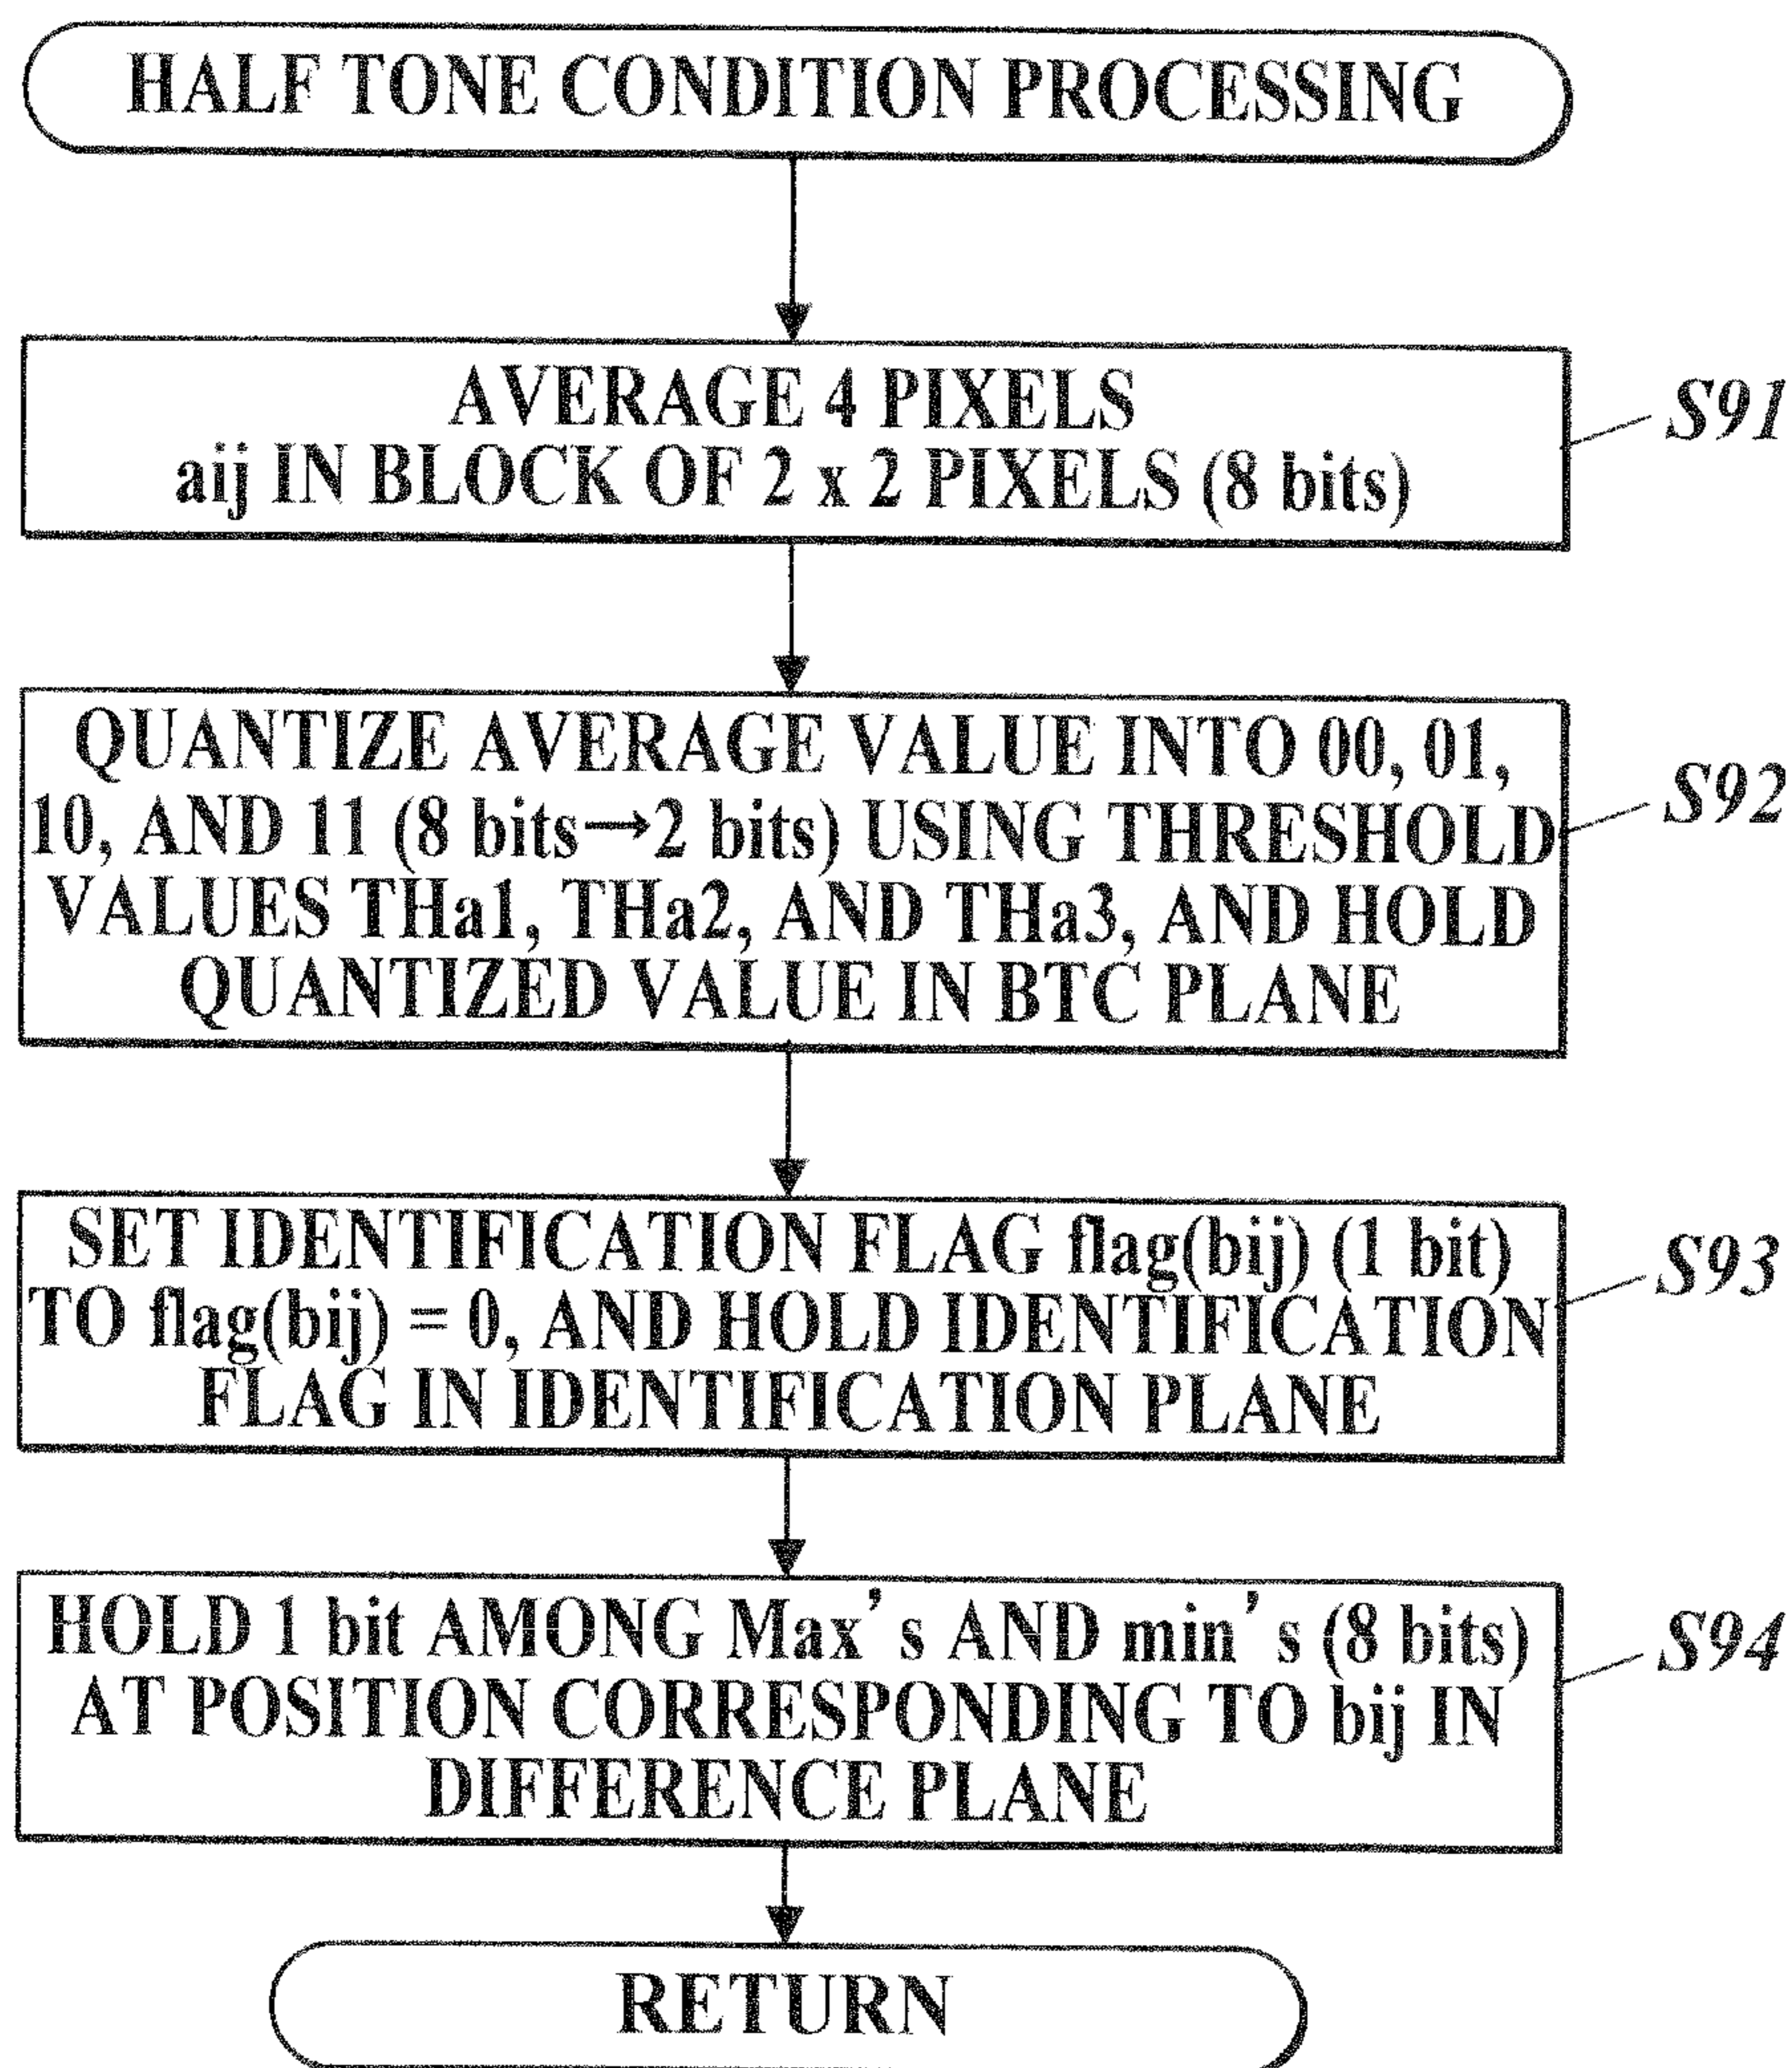 HALF TONE CONDITION PROCESSING
AVERAGE 4 PIXELS
aij IN BLOCK OF 2 x 2 PIXELS (8 bits)
S91
QUANTIZE AVERAGE VALUE INTO 00, 01,
10, AND 11 (8 bits→2 bits) USING THRESHOLD
VALUES THa1, THa2, AND THa3, AND HOLD
QUANTIZED VALUE IN BTC PLANE
S92
SET IDENTIFICATION FLAG flag(bij) (1 bit)
TO flag(bij) = 0, AND HOLD IDENTIFICATION
FLAG IN IDENTIFICATION PLANE
S93
HOLD 1 bit AMONG Max's AND min's (8 bits)
AT POSITION CORRESPONDING TO bij IN
DIFFERENCE PLANE
S94
RETURN